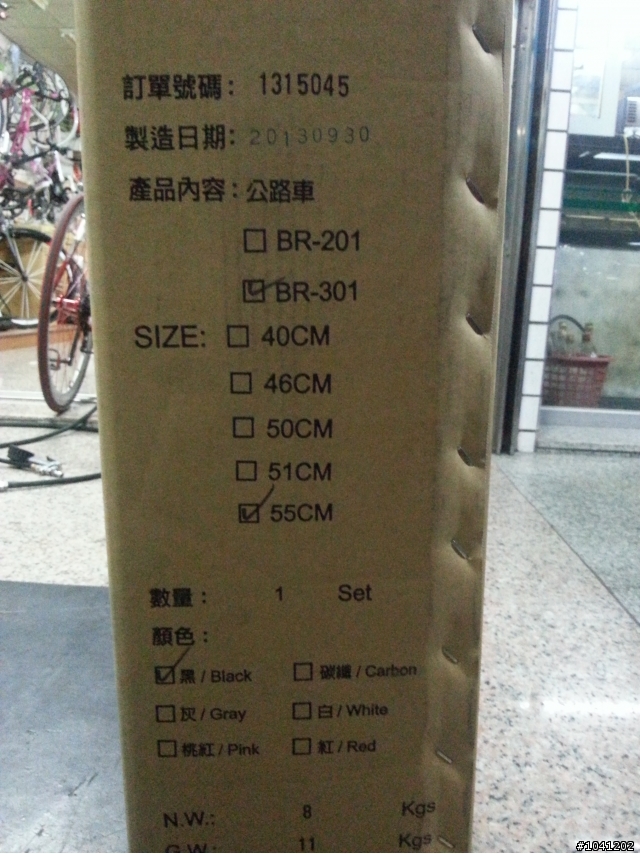 訂單號碼： 1315045
製造日期： 20130930
產品內容：公路車
□ BR-201
☑ BR-301
SIZE: □ 40CM
□ 46CM
□ 50CM
□ 51CM
☑ 55CM
數量： 1 Set
顏色：
☑ 黑 / Black □ 碳纖 / Carbon
□ 灰 / Gray □ 白 / White
□ 桃紅 / Pink □ 紅 / Red
N.W.: 8 Kgs
G.W.: 11 Kgs
#1041202